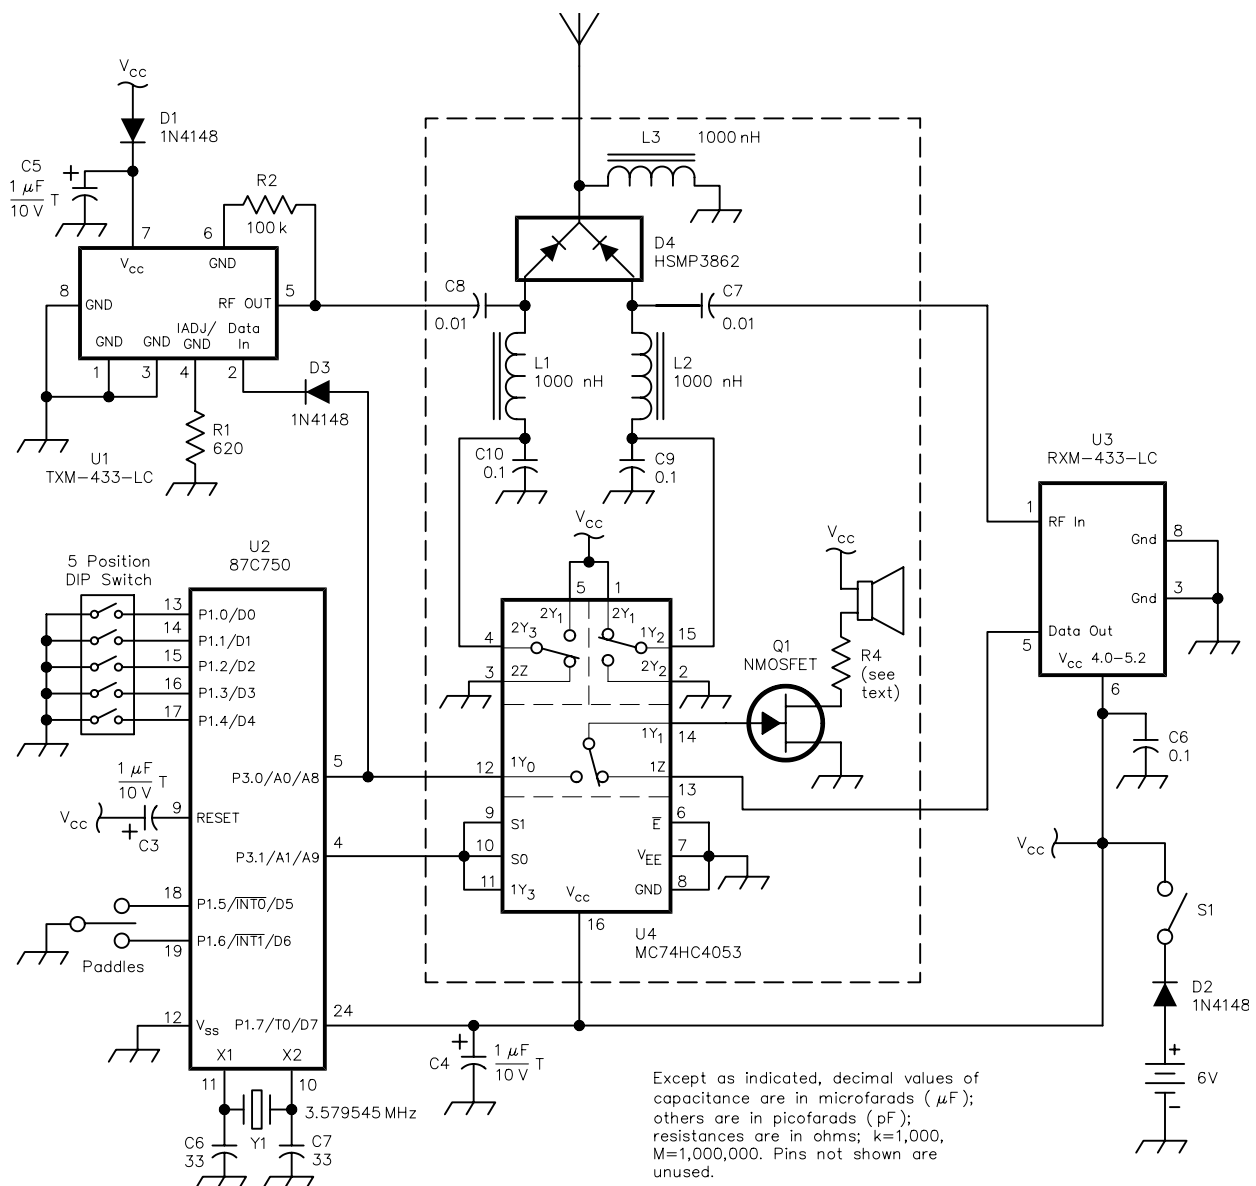 VCC
D1
1N4148
C5
+
1 µF
10 V
T
R2
100 k
7
6
VCC
GND
8
GND
RF OUT
5
IADJ/
GND
Data
In
GND
GND
1
3
4
2
D3
1N4148
R1
620
U1
TXM-433-LC
L3 1000 nH
D4
HSMP3862
C8
0.01
C7
0.01
L1
1000 nH
L2
1000 nH
C10
0.1
C9
0.1
U3
RXM-433-LC
1
RF In
Gnd
8
Gnd
3
Data Out
5
VCC 4.0-5.2
6
C6
0.1
VCC
5
1
2Y1
2Y1
4
2Y3
1Y2
15
3
2Z
2Y2
2
1Y1
14
12
1Y0
1Z
13
9
S1
E
6
10
S0
VEE
7
11
1Y3
GND
8
VCC
16
U4
MC74HC4053
VCC
Q1
NMOSFET
R4
(see
text)
U2
87C750
5 Position
DIP Switch
13
P1.0/D0
14
P1.1/D1
15
P1.2/D2
16
P1.3/D3
17
P1.4/D4
P3.0/A0/A8
5
1 µF
10 V
T
VCC
+
C3
9
RESET
P3.1/A1/A9
4
18
P1.5/INT0/D5
P1.6/INT1/D6
19
Paddles
12
VSS
P1.7/T0/D7
24
X1
X2
11
10
3.579545 MHz
C6
33
Y1
C7
33
C4
+
1 µF
10 V
T
VCC
S1
D2
1N4148
+
6V
−
Except as indicated, decimal values of
capacitance are in microfarads ( µF);
others are in picofarads ( pF);
resistances are in ohms; k=1,000,
M=1,000,000. Pins not shown are
unused.